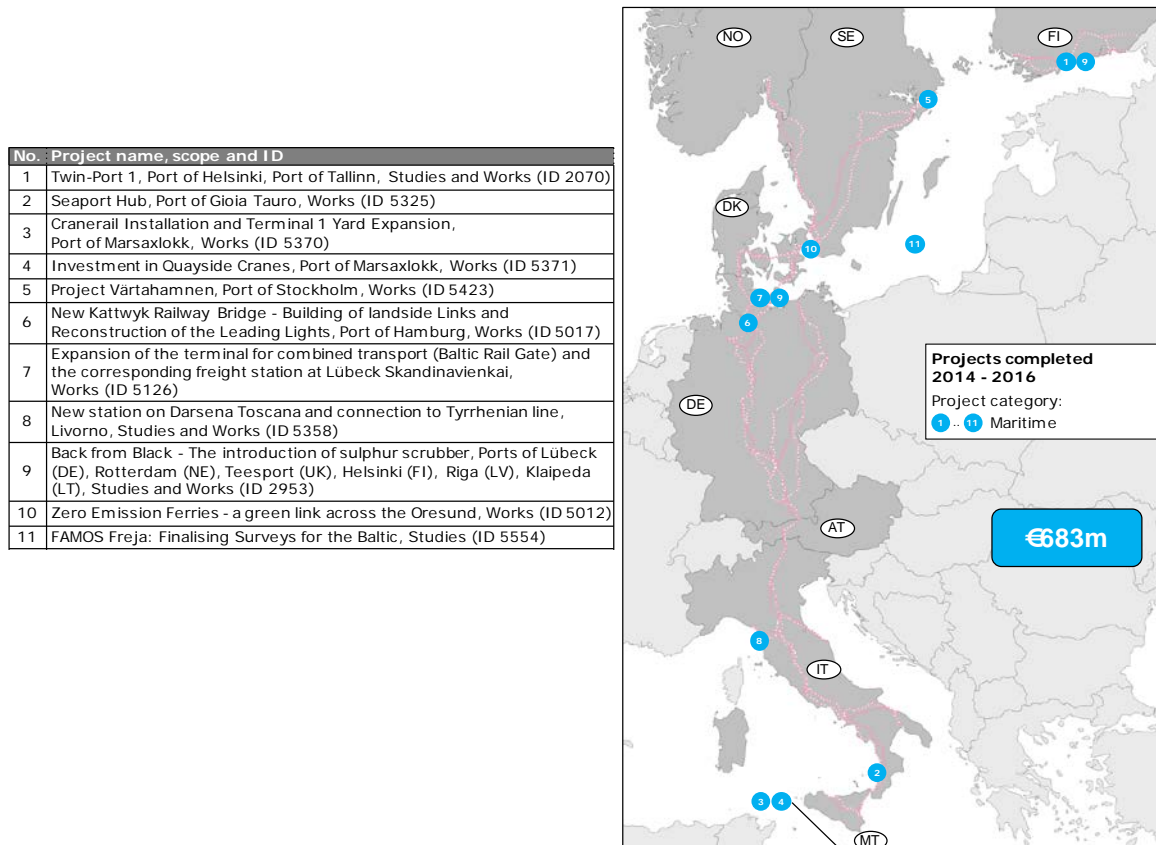 No. Project name, scope and ID
1 Twin-Port 1, Port of Helsinki, Port of Tallinn, Studies and Works (ID 2070)
2 Seaport Hub, Port of Gioia Tauro, Works (ID 5325)
3 Cranerail Installation and Terminal 1 Yard Expansion,
Port of Marsaxlokk, Works (ID 5370)
4 Investment in Quayside Cranes, Port of Marsaxlokk, Works (ID 5371)
5 Project Värtahamnen, Port of Stockholm, Works (ID 5423)
6 New Kattwyk Railway Bridge - Building of landside Links and
Reconstruction of the Leading Lights, Port of Hamburg, Works (ID 5017)
7 Expansion of the terminal for combined transport (Baltic Rail Gate) and
the corresponding freight station at Lübeck Skandinavienkai,
Works (ID 5126)
8 New station on Darsena Toscana and connection to Tyrrhenian line,
Livorno, Studies and Works (ID 5358)
9 Back from Black - The introduction of sulphur scrubber, Ports of Lübeck
(DE), Rotterdam (NE), Teesport (UK), Helsinki (FI), Riga (LV), Klaipeda
(LT), Studies and Works (ID 2953)
10 Zero Emission Ferries - a green link across the Oresund, Works (ID 5012)
11 FAMOS Freja: Finalising Surveys for the Baltic, Studies (ID 5554)
NO SE FI
1 9
5
DK
10 11
7 9
6
Projects completed
2014 - 2016
Project category:
1 .. 11 Maritime
DE
€683m
AT
8
IT
2
3 4
MT